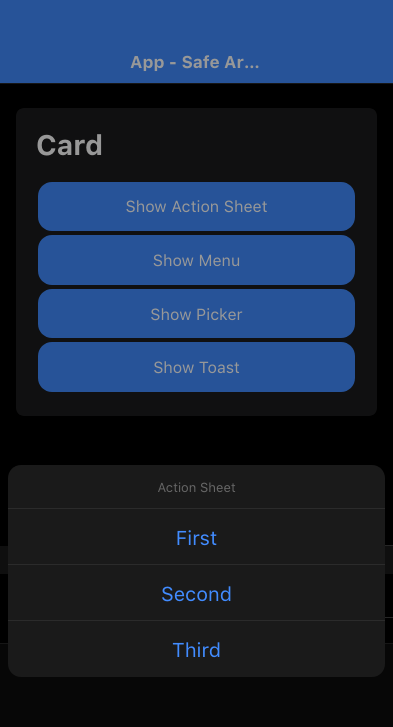 App - Safe Ar...
Card
Show Action Sheet
Show Menu
Show Picker
Show Toast
Action Sheet
First
Second
Third